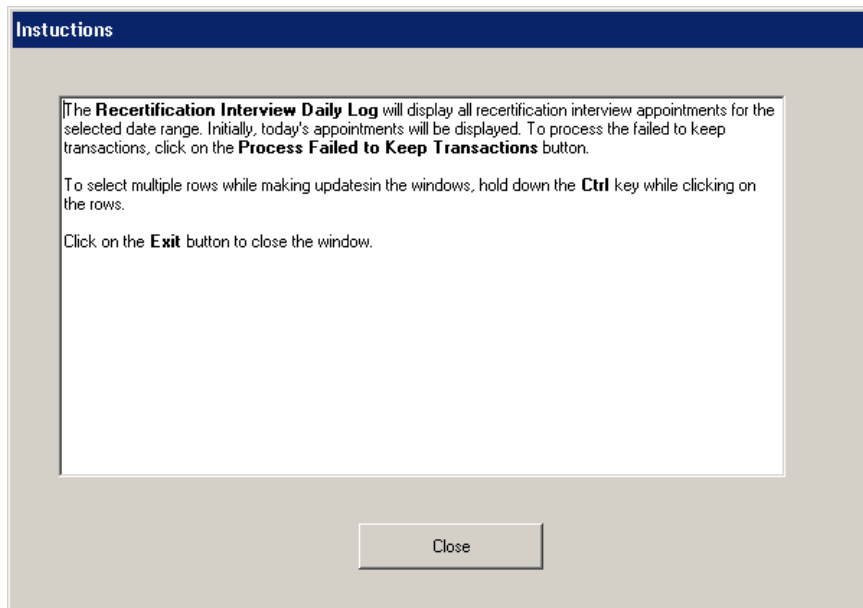 Instuctions
The Recertification Interview Daily Log will display all recertification interview appointments for the
selected date range. Initially, today's appointments will be displayed. To process the failed to keep
transactions, click on the Process Failed to Keep Transactions button.
To select multiple rows while making updatesin the windows, hold down the Ctrl key while clicking on
the rows.
Click on the Exit button to close the window.
Close